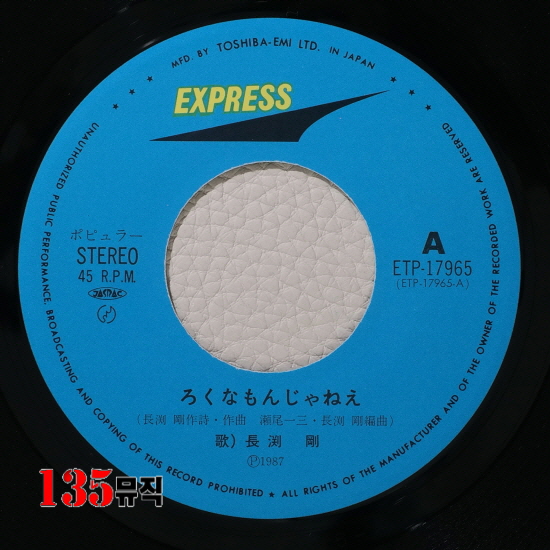 ★ ★ ★ MFD. BY TOSHIBA-EMI LTD. IN JAPAN ★ ★ ★
EXPRESS
ポピュラー
STEREO
45 R.P.M.
JASRAC
A
ETP-17965
(ETP-17965-A)
ろくなもんじゃねえ
(長渕 剛作詩・作曲 瀬尾一三・長渕 剛編曲)
歌)長渕 剛
Ⓟ1987
UNAUTHORIZED PUBLIC PERFORMANCE, BROADCASTING AND COPYING OF THIS RECORD PROHIBITED ★ ALL RIGHTS OF THE MANUFACTURER AND OF THE OWNER OF THE RECORDED WORK ARE RESERVED
135뮤직